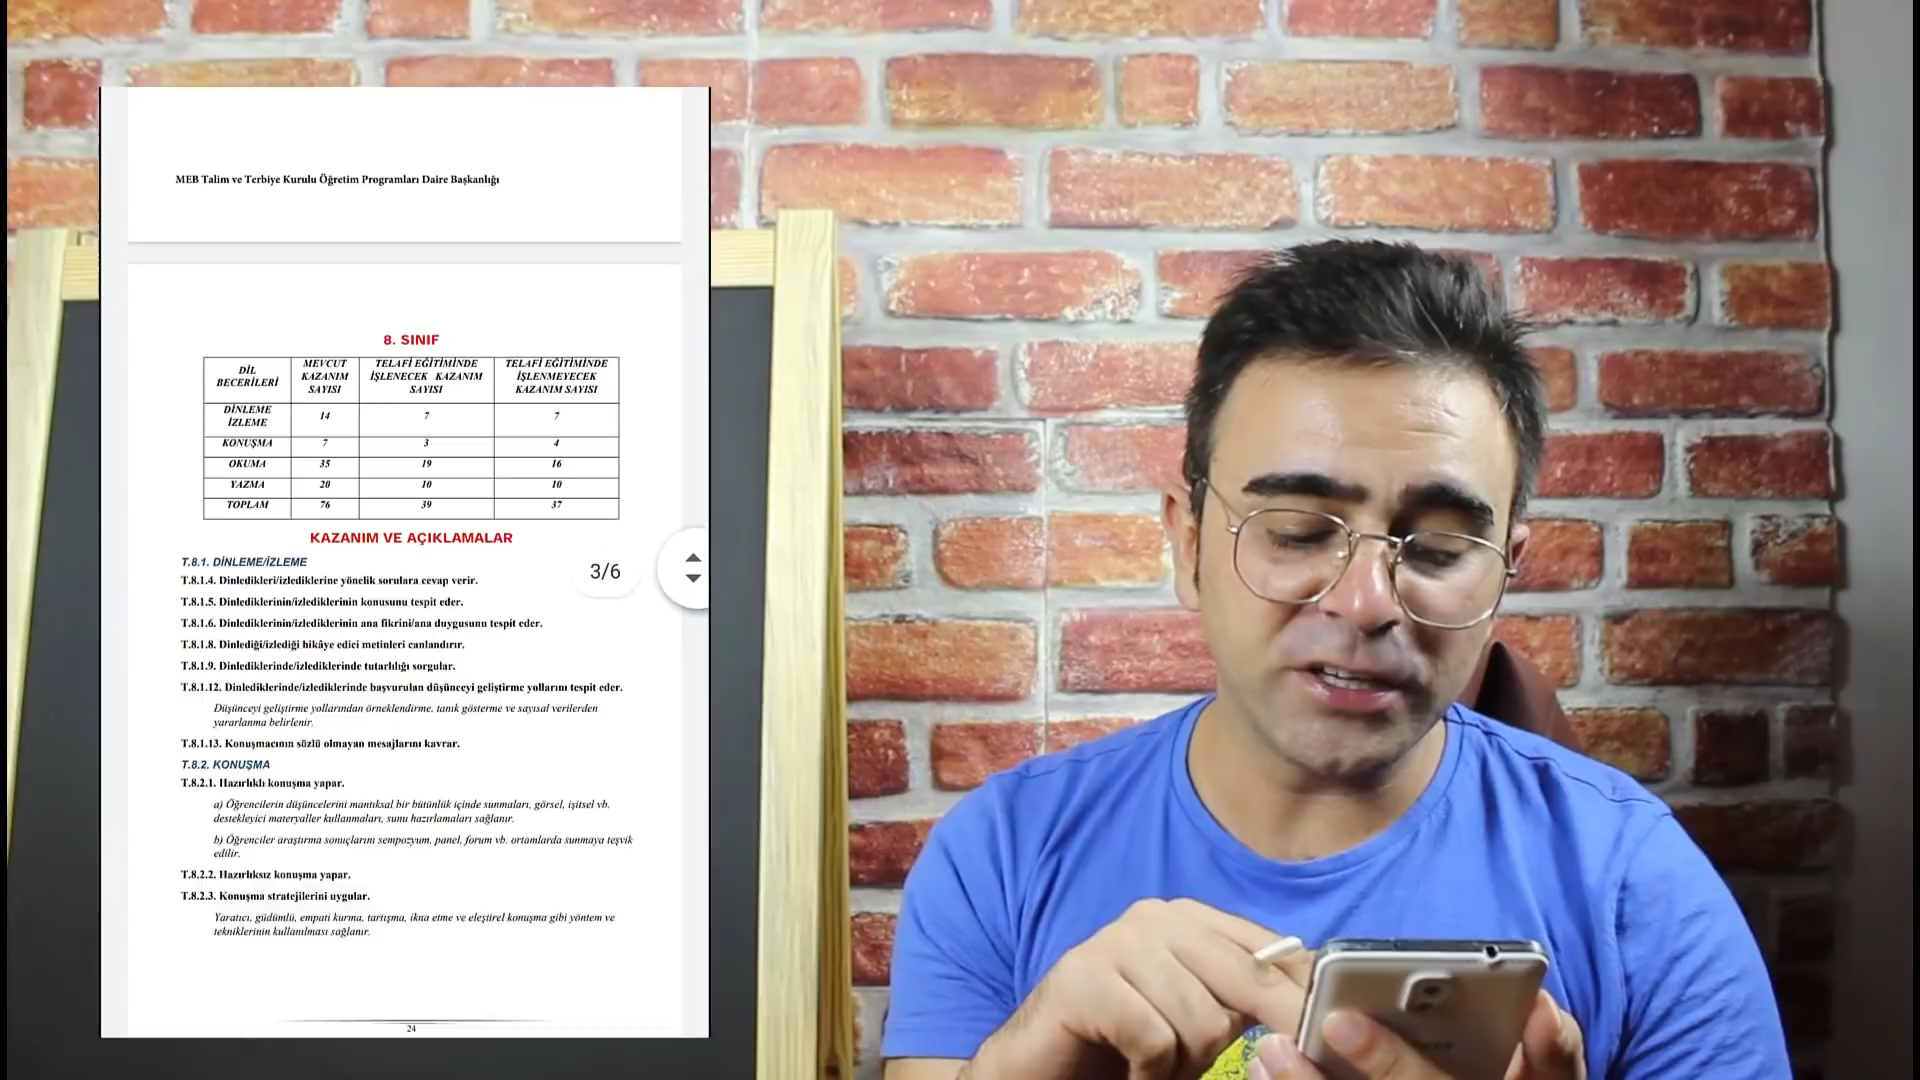 MEB Talim ve Terbiye Kurulu Öğretim Programları Daire Başkanlığı
8. SINIF
DİL BECERİLERİ MEVCUT KAZANIM SAYISI TELAFİ EĞİTİMİNDE İŞLENECEK KAZANIM SAYISI TELAFİ EĞİTİMİNDE İŞLENMEYECEK KAZANIM SAYISI
DİNLEME İZLEME 14 7 7
KONUŞMA 7 3 4
OKUMA 35 19 16
YAZMA 20 10 10
TOPLAM 76 39 37
KAZANIM VE AÇIKLAMALAR
T.8.1. DİNLEME/İZLEME
3/6
T.8.1.4. Dinledikleri/izlediklerine yönelik sorulara cevap verir.
T.8.1.5. Dinlediklerinin/izlediklerinin konusunu tespit eder.
T.8.1.6. Dinlediklerinin/izlediklerinin ana fikrini/ana duygusunu tespit eder.
T.8.1.8. Dinlediği/izlediği hikâye edici metinleri canlandırır.
T.8.1.9. Dinlediklerinde/izlediklerinde tutarlılığı sorgular.
T.8.1.12. Dinlediklerinde/izlediklerinde başvurulan düşünceyi geliştirme yollarını tespit eder.
Düşünceyi geliştirme yollarından örneklendirme, tanık gösterme ve sayısal verilerden
yararlanma belirlenir.
T.8.1.13. Konuşmacının sözlü olmayan mesajlarını kavrar.
T.8.2. KONUŞMA
T.8.2.1. Hazırlıklı konuşma yapar.
a) Öğrencilerin düşüncelerini mantıksal bir bütünlük içinde sunmaları, görsel, işitsel vb.
destekleyici materyaller kullanmaları, sunu hazırlamaları sağlanır.
b) Öğrenciler araştırma sonuçlarını sempozyum, panel, forum vb. ortamlarda sunmaya teşvik
edilir.
T.8.2.2. Hazırlıksız konuşma yapar.
T.8.2.3. Konuşma stratejilerini uygular.
Yaratıcı, güdümlü, empati kurma, tartışma, ikna etme ve eleştirel konuşma gibi yöntem ve
tekniklerinin kullanılması sağlanır.
24